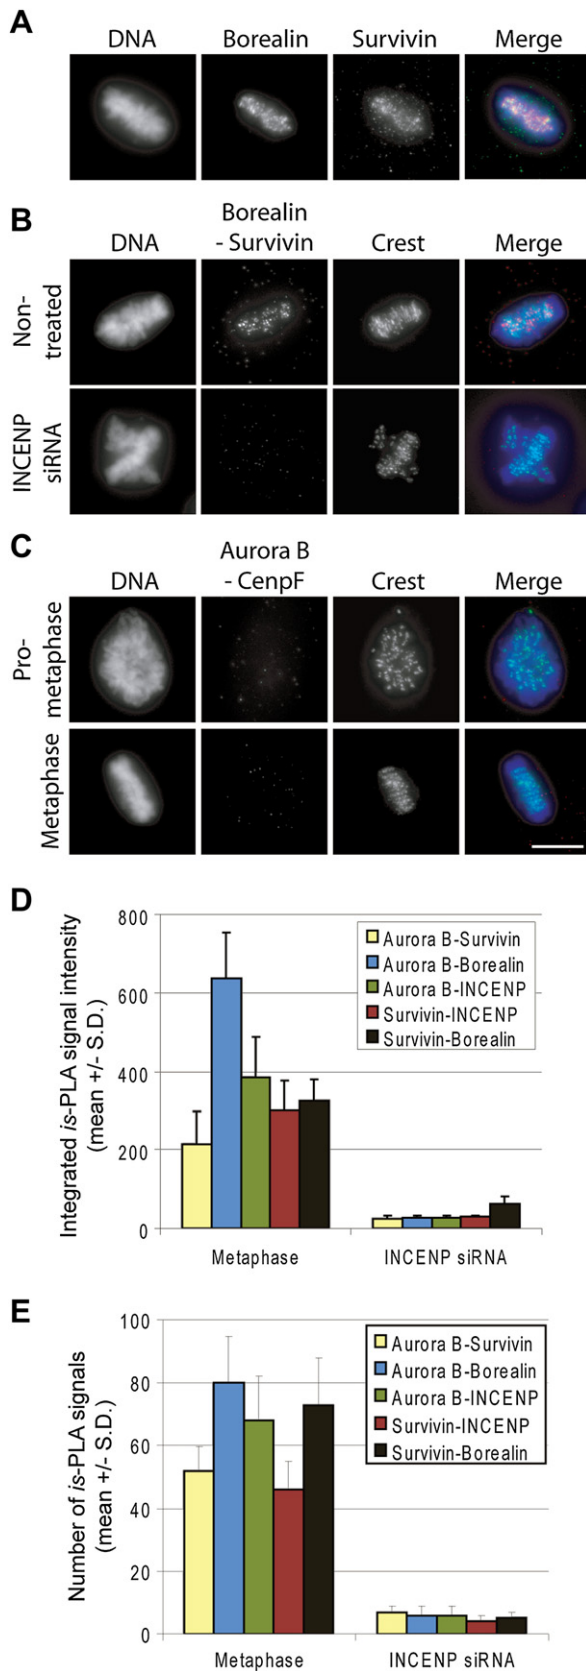 A
DNA Borealin Survivin Merge
B
Borealin
- Survivin
DNA Crest Merge
Non-
treated
INCENP
siRNA
C
Aurora B
- CenpF
DNA Crest Merge
Pro-
metaphase
Metaphase
D
Integrated is-PLA signal intensity
(mean +/- S.D.)
800
600
400
200
0
Aurora B-Survivin
Aurora B-Borealin
Aurora B-INCENP
Survivin-INCENP
Survivin-Borealin
Metaphase INCENP siRNA
E
Number of is-PLA signals
(mean +/- S.D.)
100
80
60
40
20
0
Aurora B-Survivin
Aurora B-Borealin
Aurora B-INCENP
Survivin-INCENP
Survivin-Borealin
Metaphase INCENP siRNA